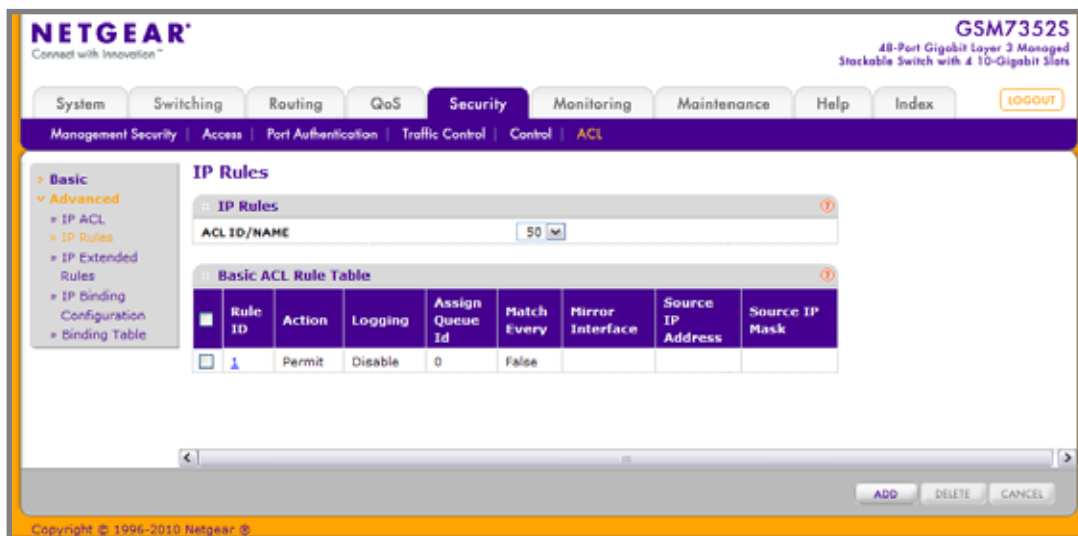 NETGEAR®
Connect with Innovation™
GSM7352S
48-Port Gigabit Layer 3 Managed
Stackable Switch with 4 10-Gigabit Slots
System Switching Routing QoS Security Monitoring Maintenance Help Index LOGOUT
Management Security | Access | Port Authentication | Traffic Control | Control | ACL
Basic
Advanced
» IP ACL
» IP Rules
» IP Extended
Rules
» IP Binding
Configuration
» Binding Table
IP Rules
IP Rules
ACL ID/NAME 50
Basic ACL Rule Table
Rule ID Action Logging Assign Queue Id Match Every Mirror Interface Source IP Address Source IP Mask
1 Permit Disable 0 False
ADD DELETE CANCEL
Copyright © 1996-2010 Netgear ®